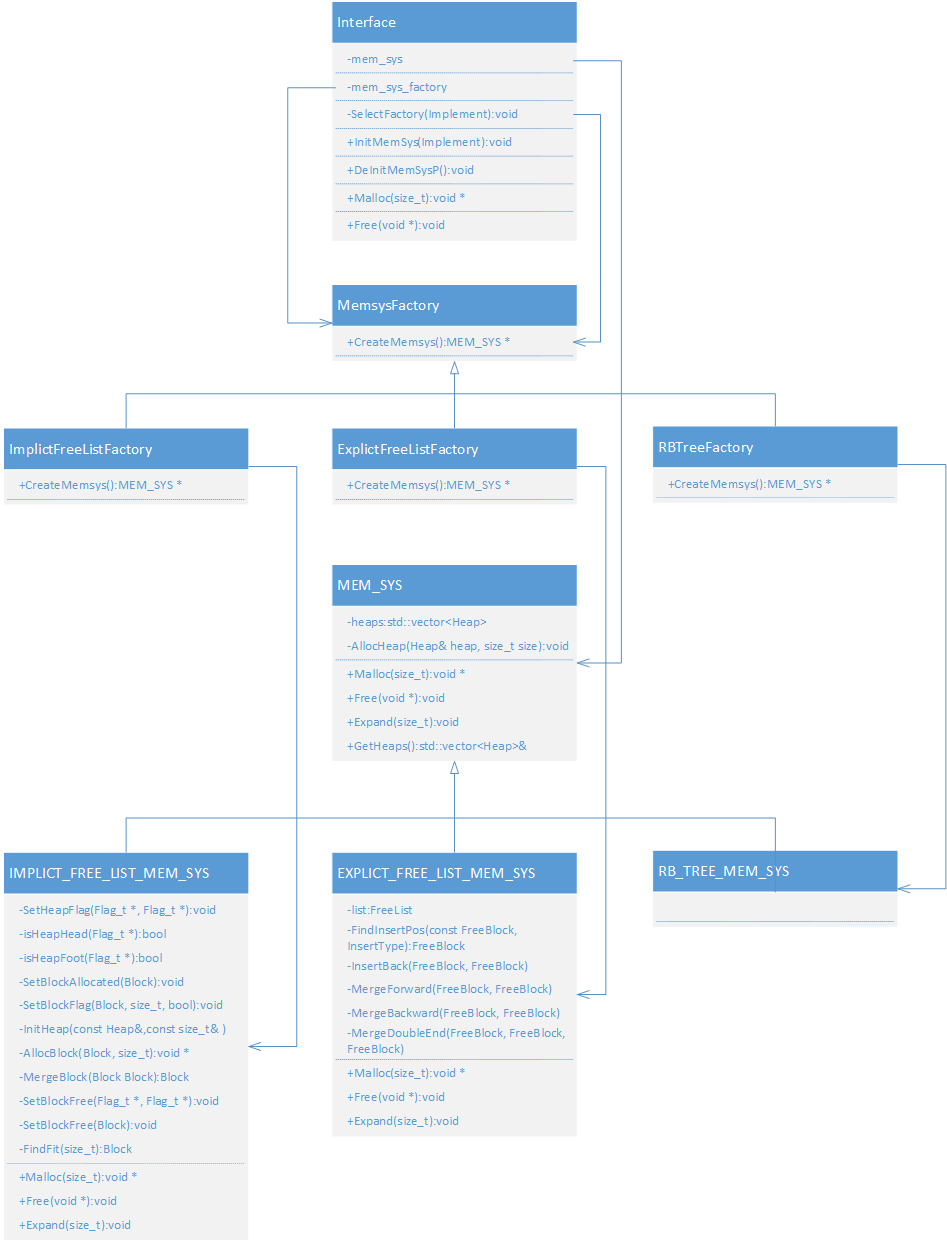 Interface
-mem_sys
-mem_sys_factory
-SelectFactory(Implement):void
+InitMemSys(Implement):void
+DeInitMemSysP():void
+Malloc(size_t):void *
+Free(void *):void
MemsysFactory
+CreateMemsys():MEM_SYS *
ImplictFreeListFactory
+CreateMemsys():MEM_SYS *
ExplictFreeListFactory
+CreateMemsys():MEM_SYS *
RBTreeFactory
+CreateMemsys():MEM_SYS *
MEM_SYS
-heaps:std::vector<Heap>
-AllocHeap(Heap& heap, size_t size):void
+Malloc(size_t):void *
+Free(void *):void
+Expand(size_t):void
+GetHeaps():std::vector<Heap>&
IMPLICT_FREE_LIST_MEM_SYS
-SetHeapFlag(Flag_t *, Flag_t *):void
-isHeapHead(Flag_t *):bool
-isHeapFoot(Flag_t *):bool
-SetBlockAllocated(Block):void
-SetBlockFlag(Block, size_t, bool):void
-InitHeap(const Heap&,const size_t& )
-AllocBlock(Block, size_t):void *
-MergeBlock(Block Block):Block
-SetBlockFree(Flag_t *, Flag_t *):void
-SetBlockFree(Block):void
-FindFit(size_t):Block
+Malloc(size_t):void *
+Free(void *):void
+Expand(size_t):void
EXPLICT_FREE_LIST_MEM_SYS
-list:FreeList
-FindInsertPos(const FreeBlock,
InsertType):FreeBlock
-InsertBack(FreeBlock, FreeBlock)
-MergeForward(FreeBlock, FreeBlock)
-MergeBackward(FreeBlock, FreeBlock)
-MergeDoubleEnd(FreeBlock, FreeBlock,
FreeBlock)
+Malloc(size_t):void *
+Free(void *):void
+Expand(size_t):void
RB_TREE_MEM_SYS